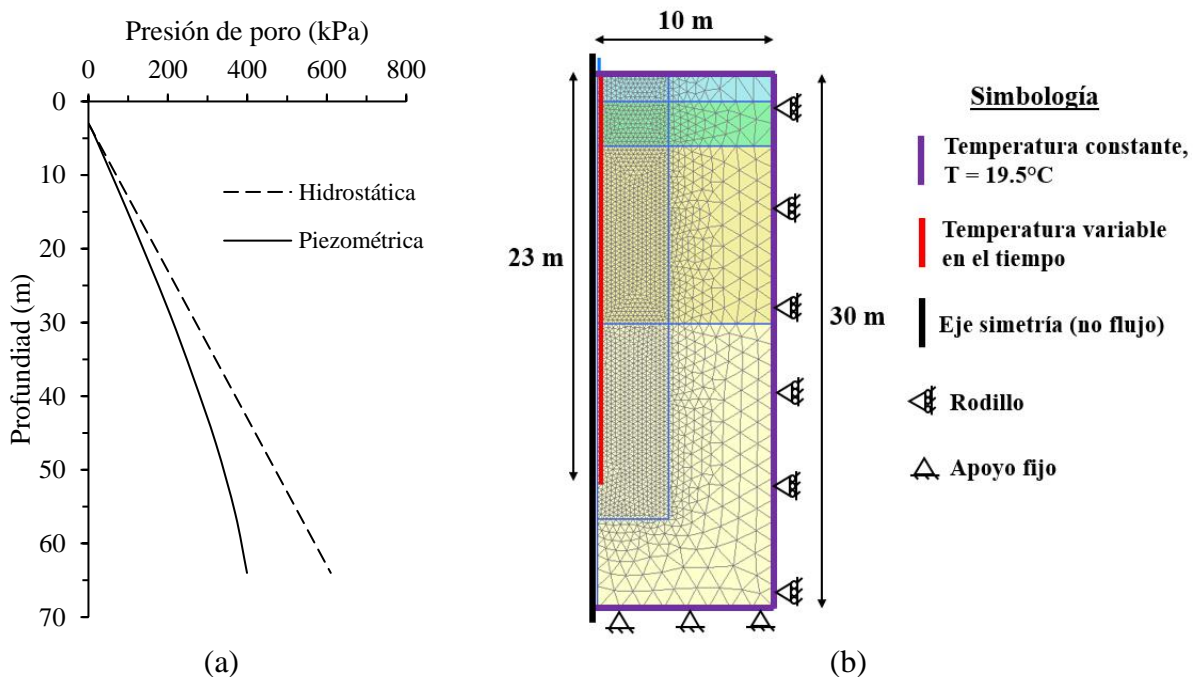 Presión de poro (kPa)
0 200 400 600 800
0
10
20
30
40
50
60
70
Profundiad (m)
Hidrostática
Piezométrica
(a)
10 m
23 m
30 m
Simbología
Temperatura constante,
T = 19.5°C
Temperatura variable
en el tiempo
Eje simetría (no flujo)
Rodillo
Apoyo fijo
(b)